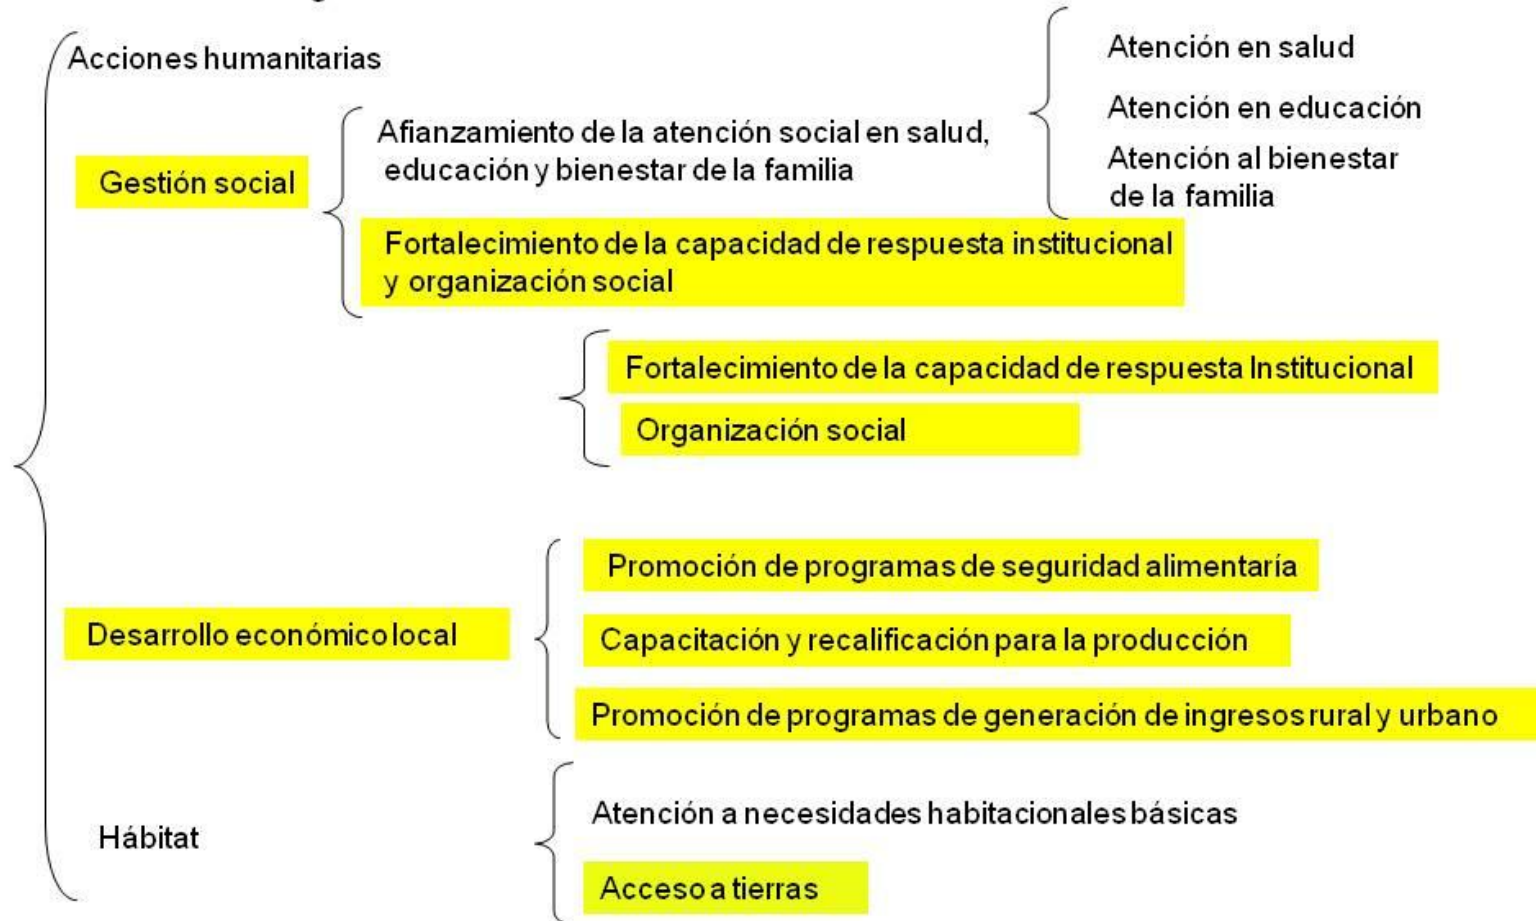 Acciones humanitarias
Gestión social
Afianzamiento de la atención social en salud,
educación y bienestar de la familia
Atención en salud
Atención en educación
Atención al bienestar
de la familia
Fortalecimiento de la capacidad de respuesta institucional
y organización social
Fortalecimiento de la capacidad de respuesta Institucional
Organización social
Desarrollo económico local
Promoción de programas de seguridad alimentaría
Capacitación y recalificación para la producción
Promoción de programas de generación de ingresos rural y urbano
Hábitat
Atención a necesidades habitacionales básicas
Acceso a tierras